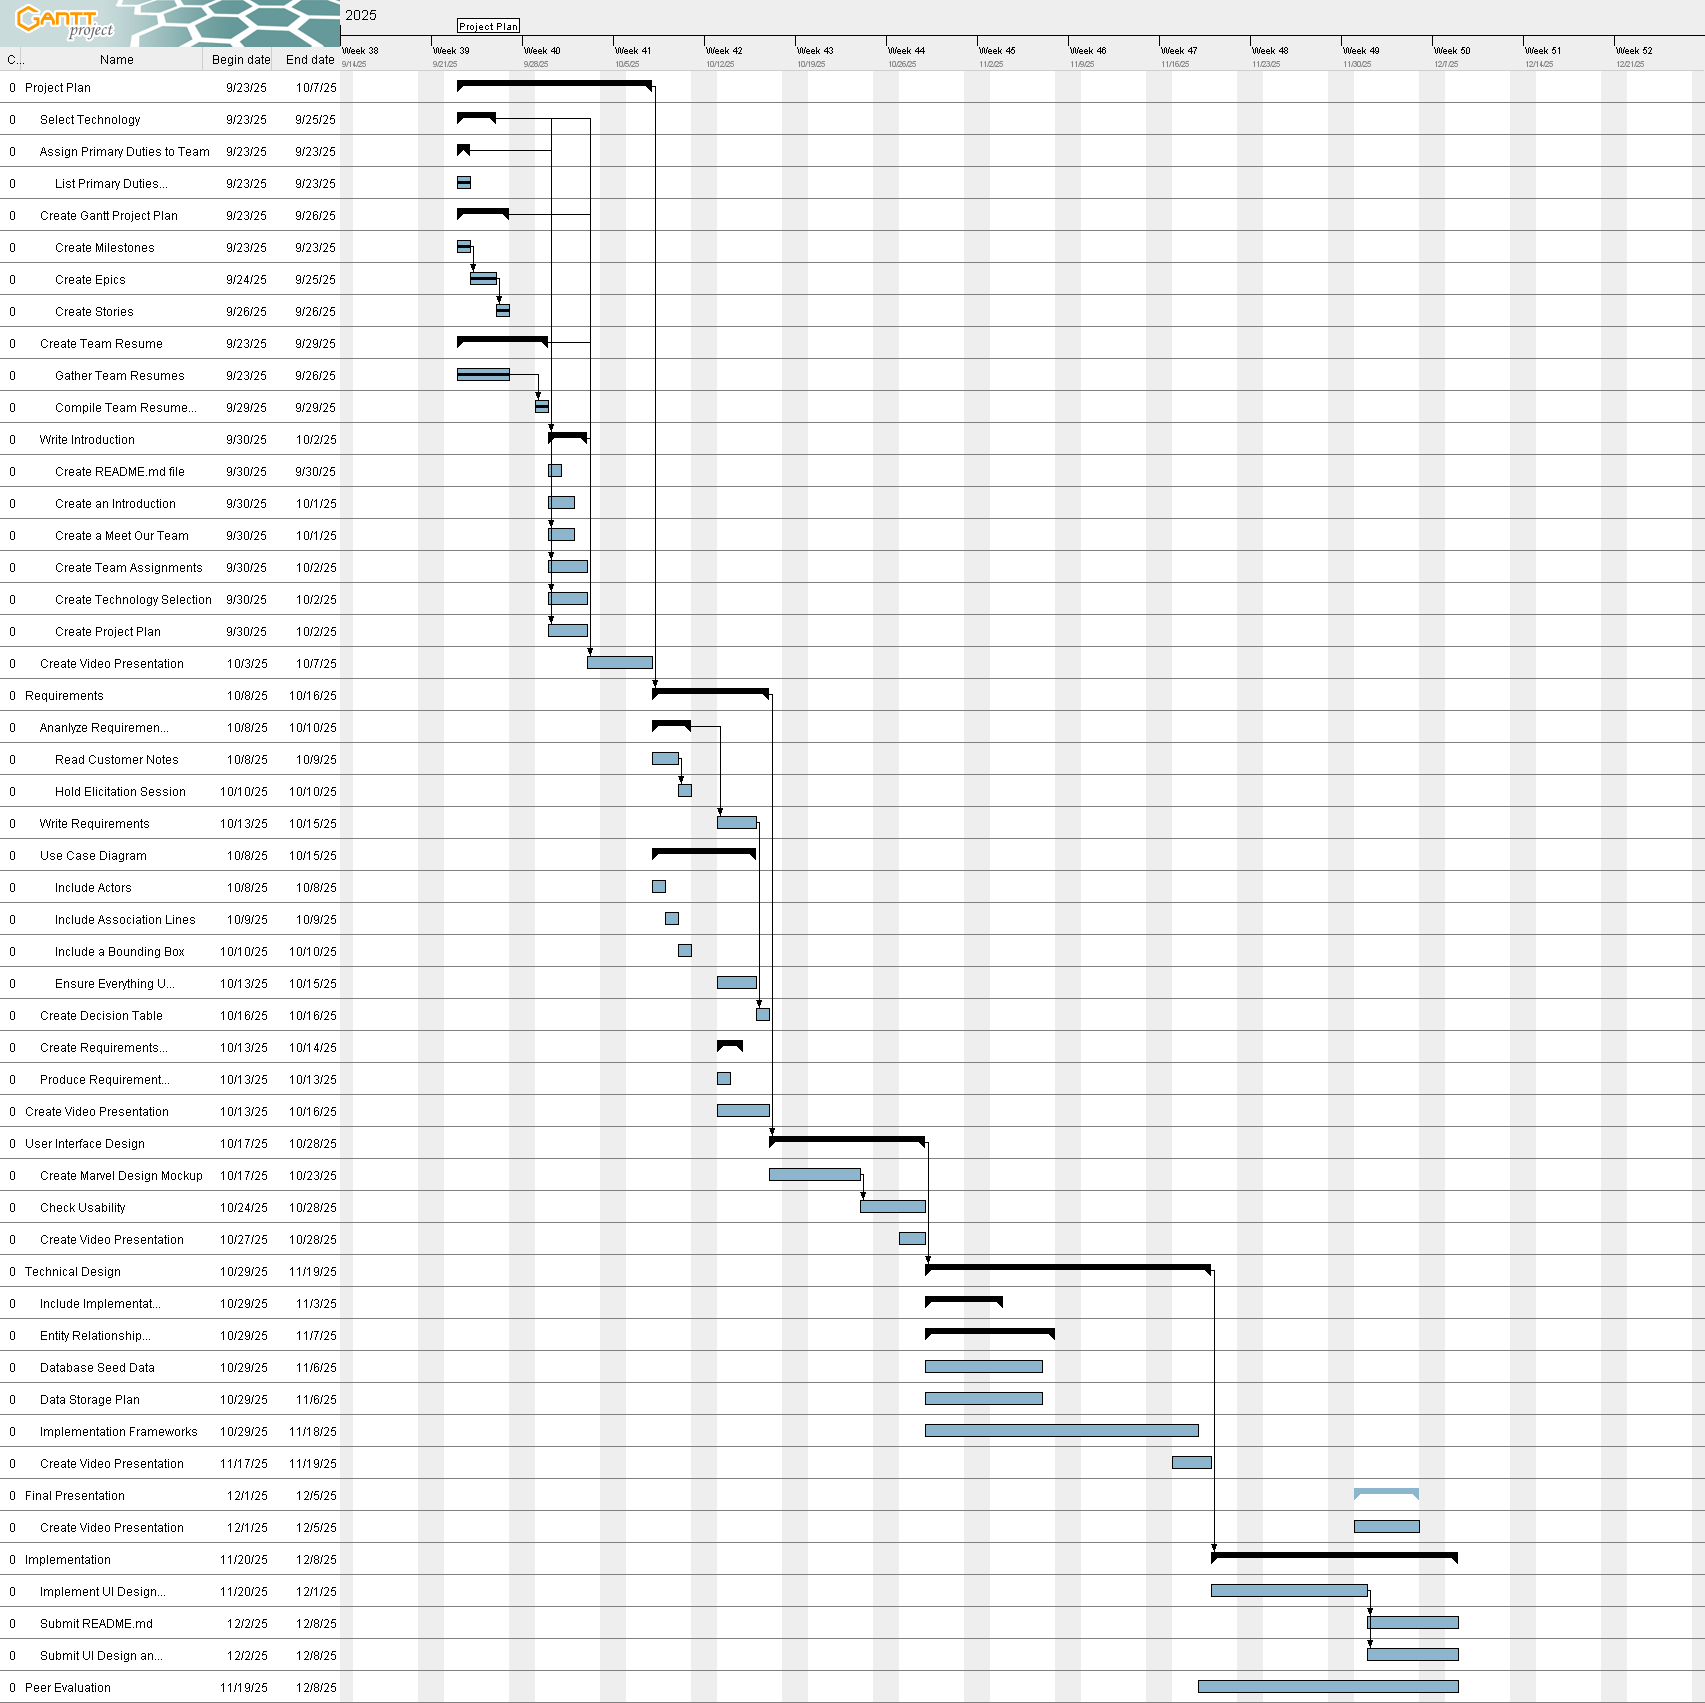 GANTT project
2025
Project Plan
Week 38 Week 39 Week 40 Week 41 Week 42 Week 43 Week 44 Week 45 Week 46 Week 47 Week 48 Week 49 Week 50 Week 51 Week 52
C... Name Begin date End date
9/14/25 9/21/25 9/28/25 10/5/25 10/12/25 10/19/25 10/26/25 11/2/25 11/9/25 11/16/25 11/23/25 11/30/25 12/7/25 12/14/25 12/21/25
0 Project Plan 9/23/25 10/7/25
0 Select Technology 9/23/25 9/25/25
0 Assign Primary Duties to Team 9/23/25 9/23/25
0 List Primary Duties... 9/23/25 9/23/25
0 Create Gantt Project Plan 9/23/25 9/26/25
0 Create Milestones 9/23/25 9/23/25
0 Create Epics 9/24/25 9/25/25
0 Create Stories 9/26/25 9/26/25
0 Create Team Resume 9/23/25 9/29/25
0 Gather Team Resumes 9/23/25 9/26/25
0 Compile Team Resume... 9/29/25 9/29/25
0 Write Introduction 9/30/25 10/2/25
0 Create README.md file 9/30/25 9/30/25
0 Create an Introduction 9/30/25 10/1/25
0 Create a Meet Our Team 9/30/25 10/1/25
0 Create Team Assignments 9/30/25 10/2/25
0 Create Technology Selection 9/30/25 10/2/25
0 Create Project Plan 9/30/25 10/2/25
0 Create Video Presentation 10/3/25 10/7/25
0 Requirements 10/8/25 10/16/25
0 Ananlyze Requiremen... 10/8/25 10/10/25
0 Read Customer Notes 10/8/25 10/9/25
0 Hold Elicitation Session 10/10/25 10/10/25
0 Write Requirements 10/13/25 10/15/25
0 Use Case Diagram 10/8/25 10/15/25
0 Include Actors 10/8/25 10/8/25
0 Include Association Lines 10/9/25 10/9/25
0 Include a Bounding Box 10/10/25 10/10/25
0 Ensure Everything U... 10/13/25 10/15/25
0 Create Decision Table 10/16/25 10/16/25
0 Create Requirements... 10/13/25 10/14/25
0 Produce Requirement... 10/13/25 10/13/25
0 Create Video Presentation 10/13/25 10/16/25
0 User Interface Design 10/17/25 10/28/25
0 Create Marvel Design Mockup 10/17/25 10/23/25
0 Check Usability 10/24/25 10/28/25
0 Create Video Presentation 10/27/25 10/28/25
0 Technical Design 10/29/25 11/19/25
0 Include Implementat... 10/29/25 11/3/25
0 Entity Relationship... 10/29/25 11/7/25
0 Database Seed Data 10/29/25 11/6/25
0 Data Storage Plan 10/29/25 11/6/25
0 Implementation Frameworks 10/29/25 11/18/25
0 Create Video Presentation 11/17/25 11/19/25
0 Final Presentation 12/1/25 12/5/25
0 Create Video Presentation 12/1/25 12/5/25
0 Implementation 11/20/25 12/8/25
0 Implement UI Design... 11/20/25 12/1/25
0 Submit README.md 12/2/25 12/8/25
0 Submit UI Design an... 12/2/25 12/8/25
0 Peer Evaluation 11/19/25 12/8/25